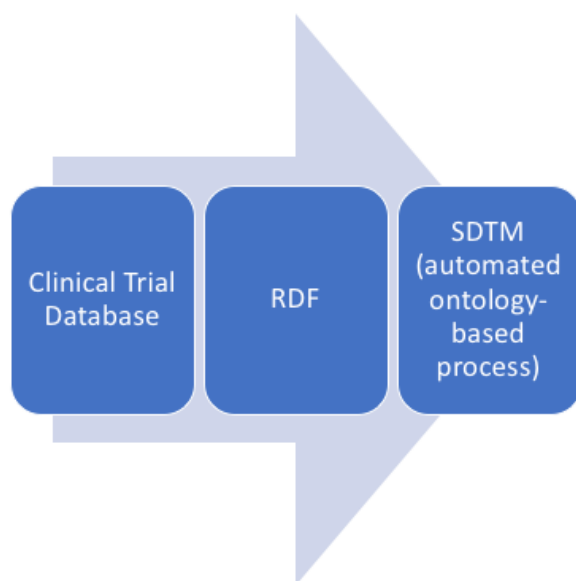 Clinical Trial
Database
RDF
SDTM
(automated
ontology-
based
process)